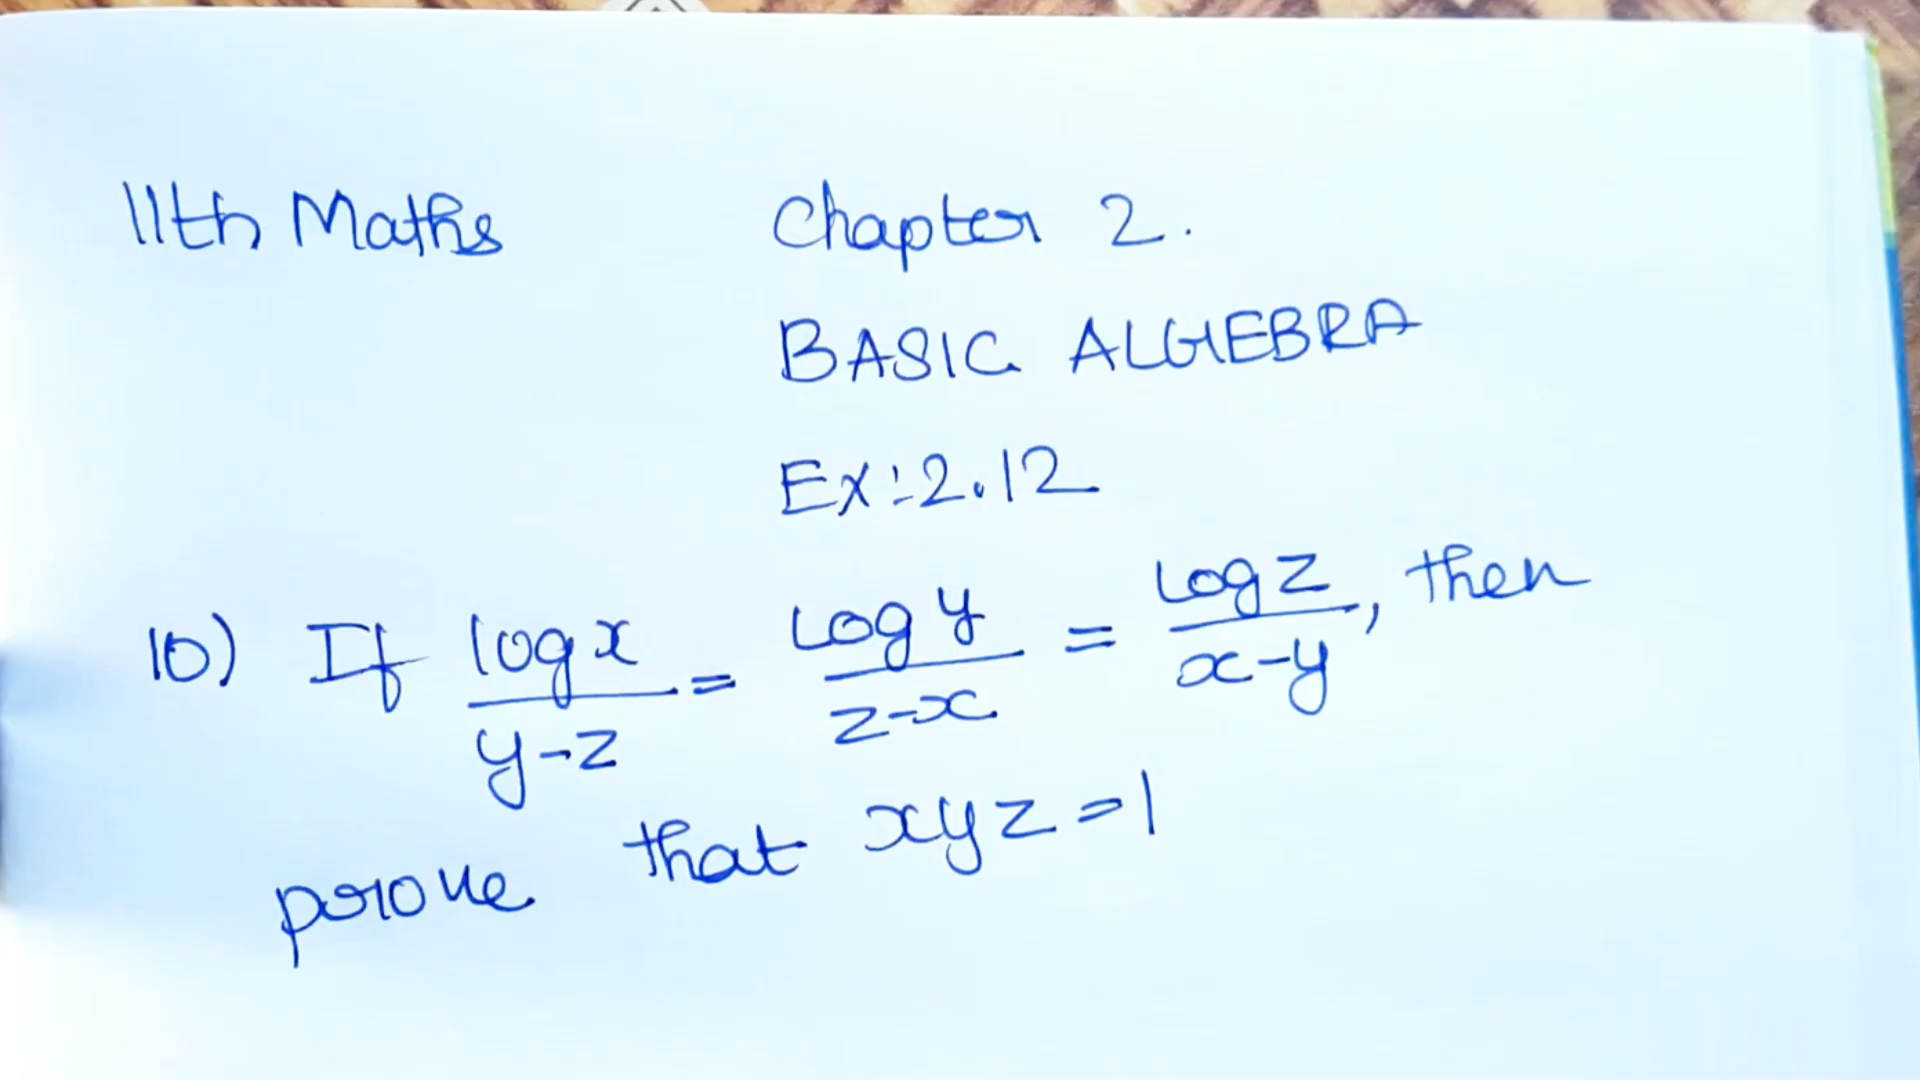 11th Maths Chapter 2.
BASIC ALGEBRA
Ex:-2.12
10) If log x / y-z = log y / z-x = log z / x-y, then
prove that xyz=1